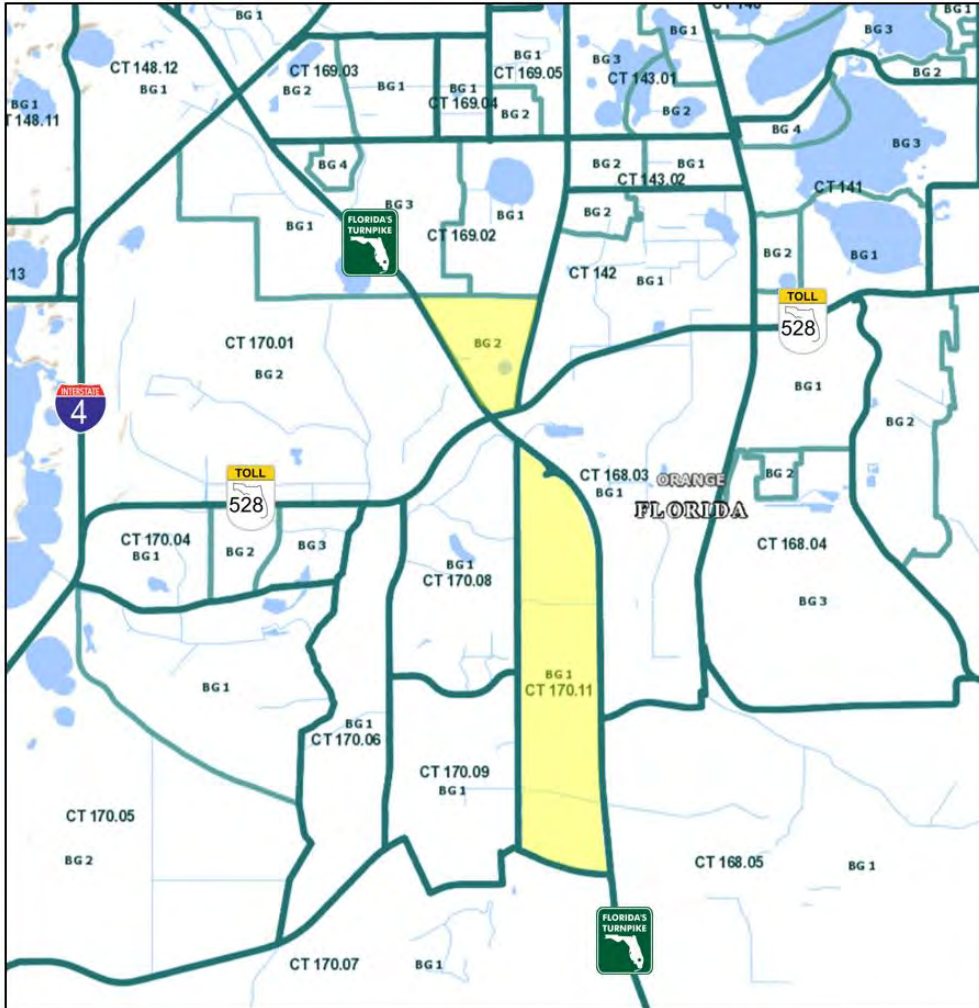 BG 1
CT 140
BG 1
CT 148.12
BG 1
BG 1
CT 148.11
CT 169.03
BG 2
BG 1
BG 1
CT 169.04
BG 1
CT 169.05
BG 2
BG 1
BG 3
CT 143.01
BG 2
BG 3
BG 2
BG 4
BG 3
CT 141
BG 4
BG 3
BG 1
CT 169.02
BG 1
FLORIDA'S
TURNPIKE
BG 2
BG 1
CT 143.02
BG 2
CT 142
BG 1
BG 2
BG 1
.13
TOLL
528
CT 170.01
BG 2
BG 2
INTERSTATE
4
BG 1
BG 2
TOLL
528
CT 168.03
BG 1
ORANGE
FLORIDA
BG 2
CT 168.04
BG 3
CT 170.04
BG 1
BG 2
BG 3
BG 1
CT 170.08
BG 1
BG 1
CT 170.11
BG 1
CT 170.06
CT 170.09
BG 1
CT 170.05
BG 2
CT 168.05
BG 1
FLORIDA'S
TURNPIKE
CT 170.07
BG 1